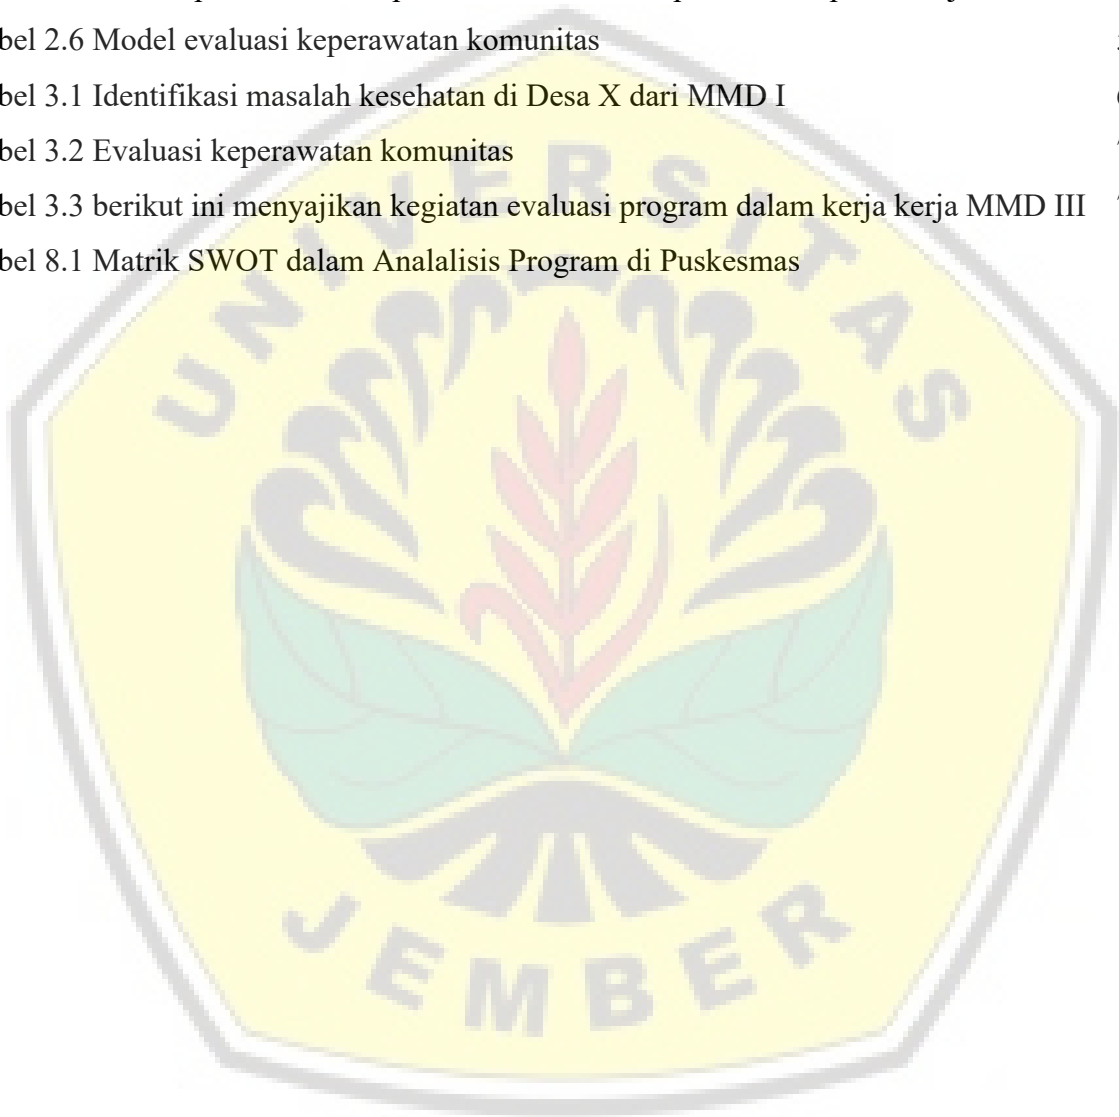 bel 2.6 Model evaluasi keperawatan komunitas
bel 3.1 Identifikasi masalah kesehatan di Desa X dari MMD I
bel 3.2 Evaluasi keperawatan komunitas
bel 3.3 berikut ini menyajikan kegiatan evaluasi program dalam kerja kerja MMD III
bel 8.1 Matrik SWOT dalam Analalisis Program di Puskesmas
UNIVERSITAS
JEMBER